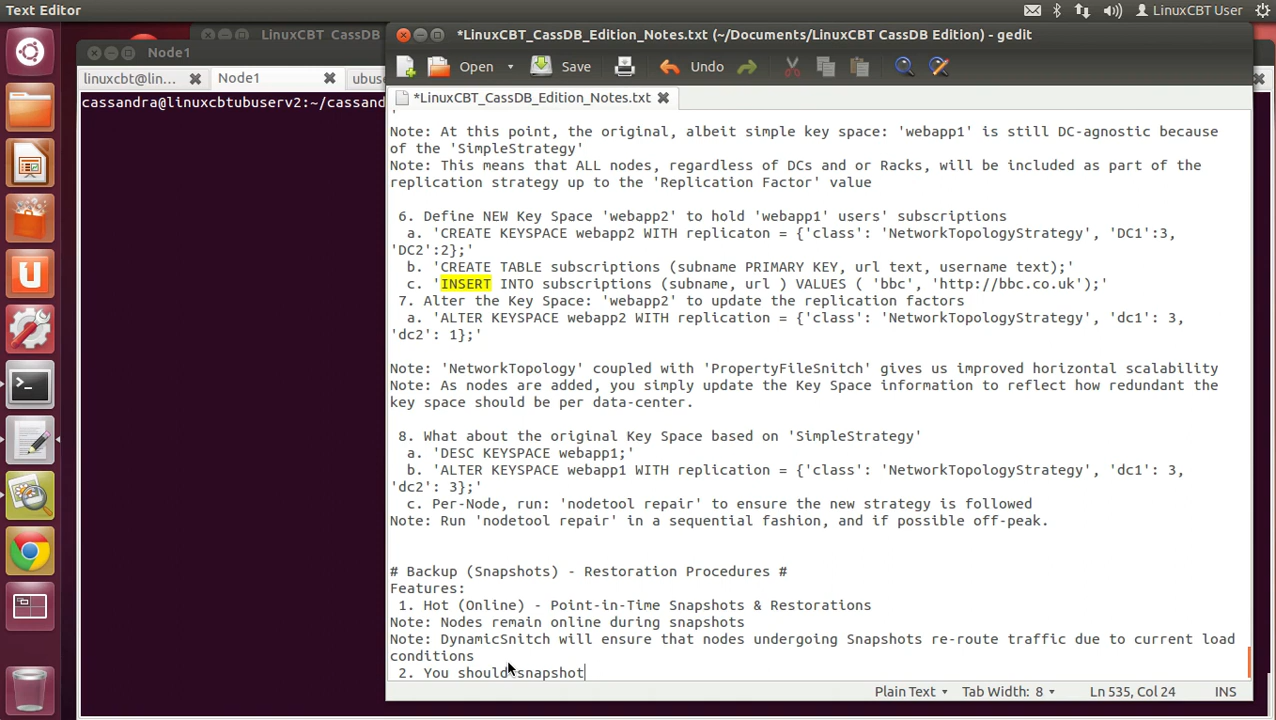 Text Editor
LinuxCBT User
LinuxCBT_CassDB
Node1
linuxcbt@lin...
Node1
ubuse
cassandra@linuxcbtubuserv2:~/cassand
*LinuxCBT_CassDB_Edition_Notes.txt (~/Documents/LinuxCBT CassDB Edition) - gedit
Open
Save
Undo
*LinuxCBT_CassDB_Edition_Notes.txt
'
Note: At this point, the original, albeit simple key space: 'webapp1' is still DC-agnostic because
of the 'SimpleStrategy'
Note: This means that ALL nodes, regardless of DCs and or Racks, will be included as part of the
replication strategy up to the 'Replication Factor' value
6. Define NEW Key Space 'webapp2' to hold 'webapp1' users' subscriptions
a. 'CREATE KEYSPACE webapp2 WITH replicaton = {'class': 'NetworkTopologyStrategy', 'DC1':3,
'DC2':2};'
b. 'CREATE TABLE subscriptions (subname PRIMARY KEY, url text, username text);'
c. 'INSERT INTO subscriptions (subname, url ) VALUES ( 'bbc', 'http://bbc.co.uk');'
7. Alter the Key Space: 'webapp2' to update the replication factors
a. 'ALTER KEYSPACE webapp2 WITH replication = {'class': 'NetworkTopologyStrategy', 'dc1': 3,
'dc2': 1};'
Note: 'NetworkTopology' coupled with 'PropertyFileSnitch' gives us improved horizontal scalability
Note: As nodes are added, you simply update the Key Space information to reflect how redundant the
key space should be per data-center.
8. What about the original Key Space based on 'SimpleStrategy'
a. 'DESC KEYSPACE webapp1;'
b. 'ALTER KEYSPACE webapp1 WITH replication = {'class': 'NetworkTopologyStrategy', 'dc1': 3,
'dc2': 3};'
c. Per-Node, run: 'nodetool repair' to ensure the new strategy is followed
Note: Run 'nodetool repair' in a sequential fashion, and if possible off-peak.
# Backup (Snapshots) - Restoration Procedures #
Features:
1. Hot (Online) - Point-in-Time Snapshots & Restorations
Note: Nodes remain online during snapshots
Note: DynamicSnitch will ensure that nodes undergoing Snapshots re-route traffic due to current load
conditions
2. You should snapshot
Plain Text
Tab Width: 8
Ln 535, Col 24
INS